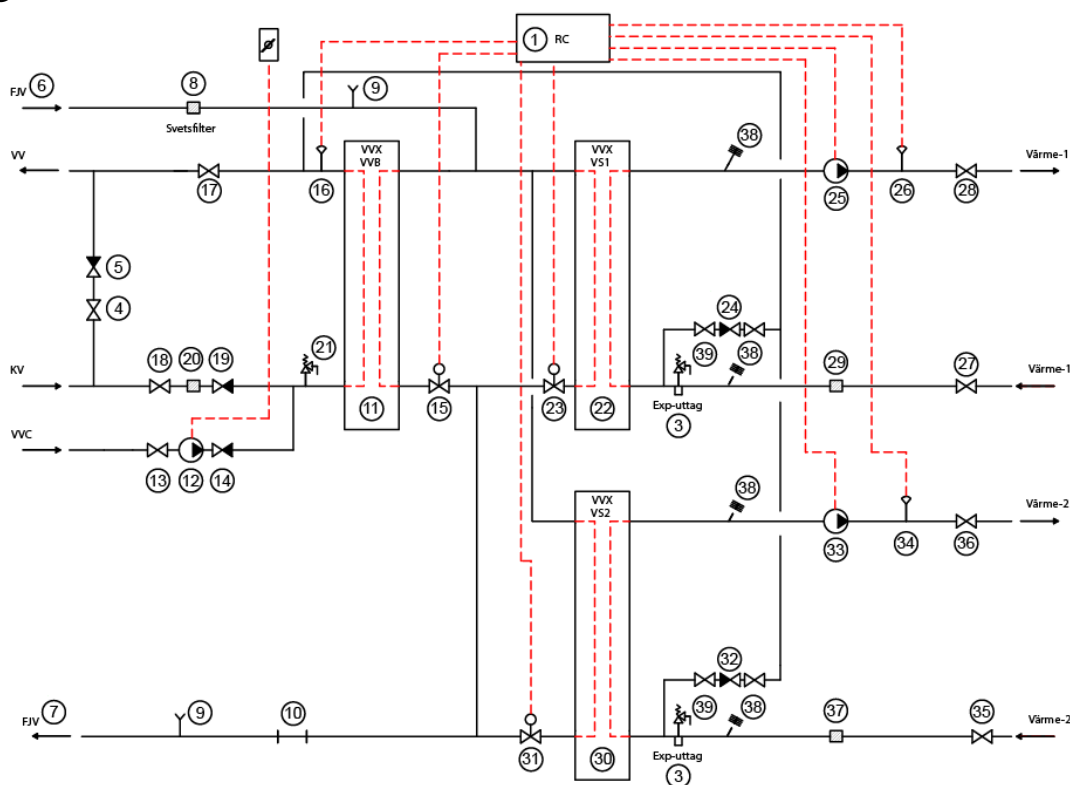 1 RC
FJV 6
8
9
Svetsfilter
VV
17
16
VVX
VVB
VVX
VS1
38
25
26
28
Värme-1
5
4
24
21
39
38
KV
18
20
19
29
27
Värme-1
11
15
23
22
Exp-uttag
3
VVC
13
12
14
VVX
VS2
38
Värme-2
33
34
36
32
39
38
FJV 7
9
10
37
35
Värme-2
31
30
Exp-uttag
3